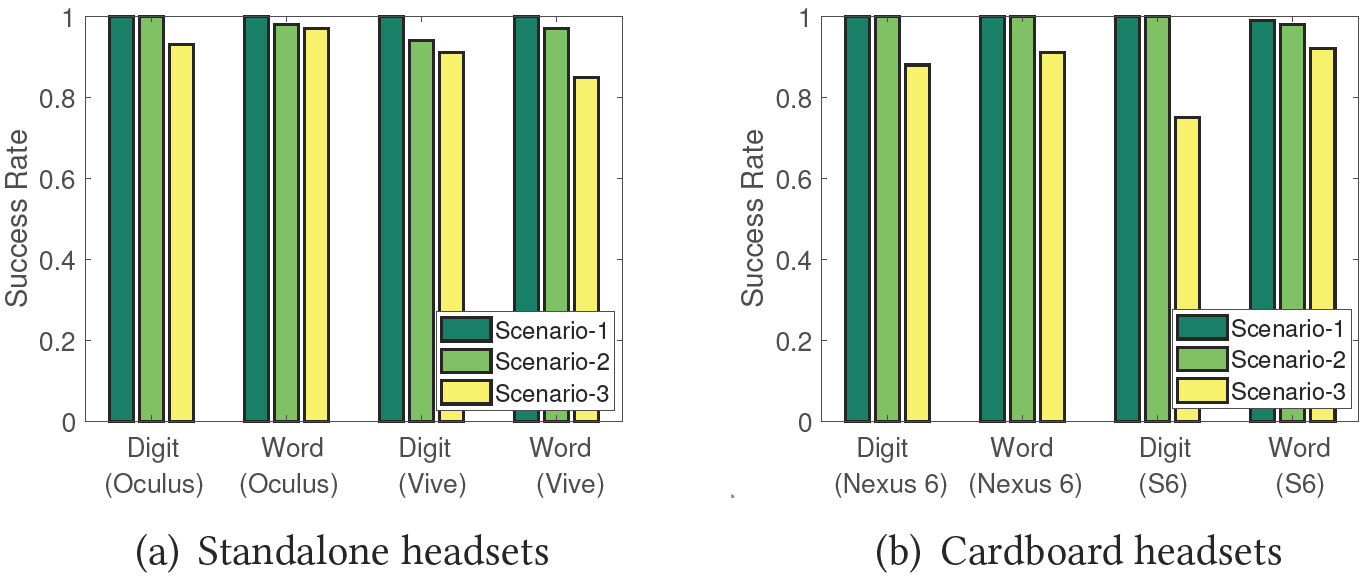 Success Rate
1
0.8
0.6
0.4
0.2
0
Scenario-1
Scenario-2
Scenario-3
Digit (Oculus)
Word (Oculus)
Digit (Vive)
Word (Vive)
(a) Standalone headsets
Success Rate
1
0.8
0.6
0.4
0.2
0
Scenario-1
Scenario-2
Scenario-3
Digit (Nexus 6)
Word (Nexus 6)
Digit (S6)
Word (S6)
(b) Cardboard headsets